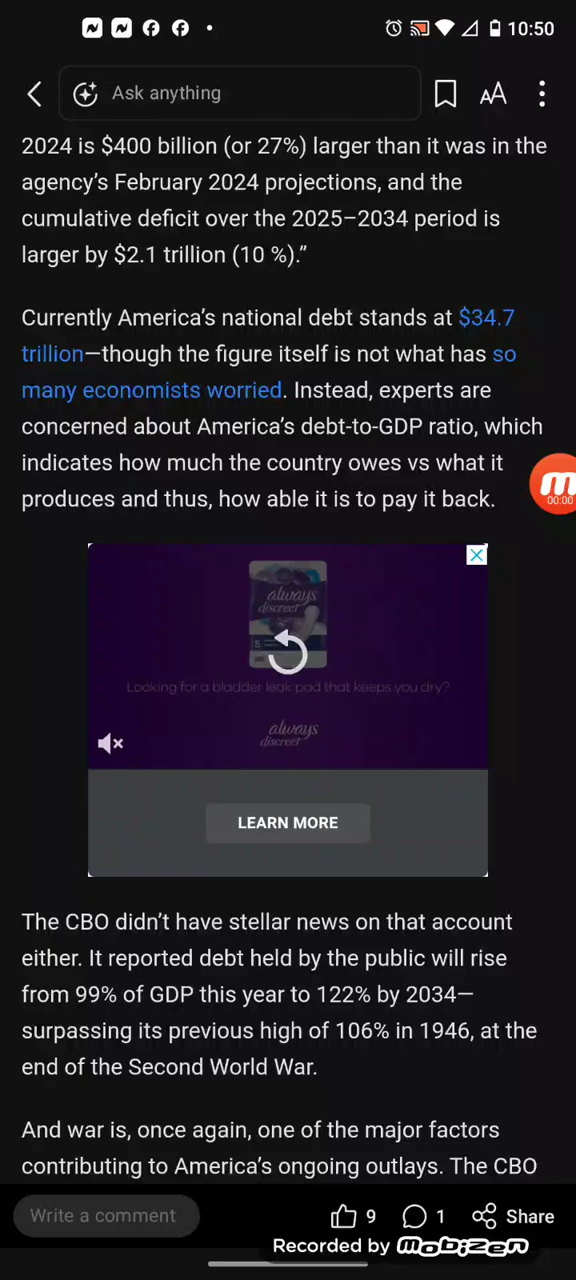 10:50
Ask anything
AA
2024 is $400 billion (or 27%) larger than it was in the
agency's February 2024 projections, and the
cumulative deficit over the 2025–2034 period is
larger by $2.1 trillion (10 %)."
Currently America's national debt stands at $34.7
trillion—though the figure itself is not what has so
many economists worried. Instead, experts are
concerned about America's debt-to-GDP ratio, which
indicates how much the country owes vs what it
produces and thus, how able it is to pay it back.
00:00
always
discreet
5
Looking for a bladder leak pad that keeps you dry?
always
discreet
LEARN MORE
The CBO didn't have stellar news on that account
either. It reported debt held by the public will rise
from 99% of GDP this year to 122% by 2034—
surpassing its previous high of 106% in 1946, at the
end of the Second World War.
And war is, once again, one of the major factors
contributing to America's ongoing outlays. The CBO
Write a comment
9
1
Share
Recorded by mobizen